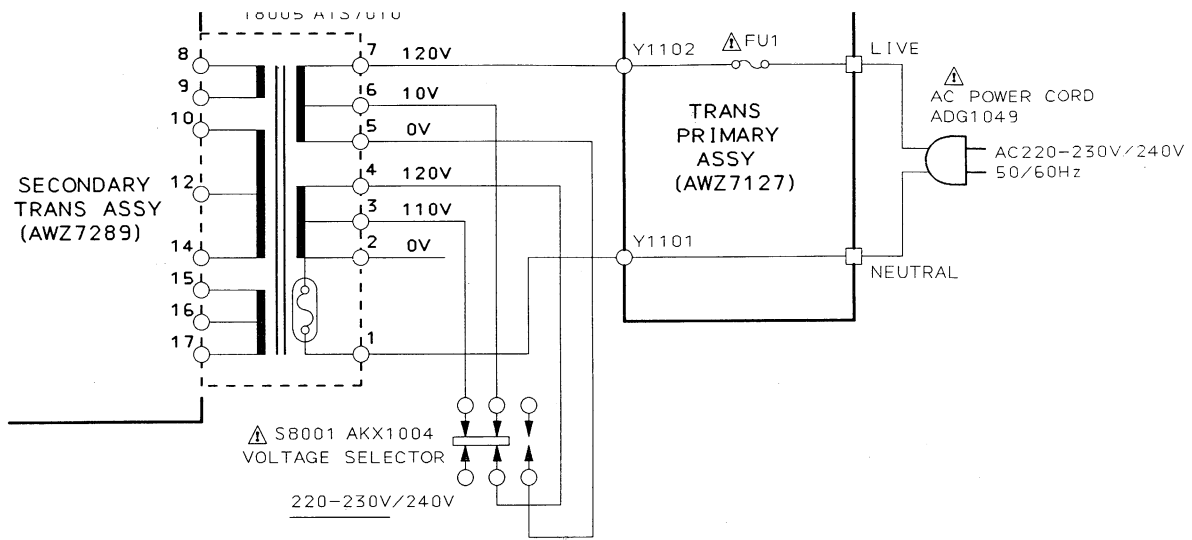 8
9
10
12
14
15
16
17
7 120V
6 10V
5 0V
4 120V
3 110V
2 0V
1
SECONDARY
TRANS ASSY
(AWZ7289)
Y1102
⚠ FU1
LIVE
TRANS
PRIMARY
ASSY
(AWZ7127)
⚠
AC POWER CORD
ADG1049
AC220-230V/240V
50/60Hz
Y1101
NEUTRAL
⚠ S8001 AKX1004
VOLTAGE SELECTOR
220-230V/240V